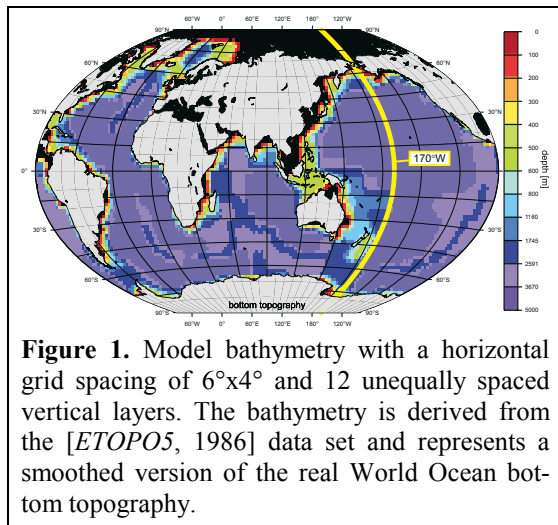 60°W 0° 60°E 120°E 180°W 120°W
90°N 90°N
0
100
200
30°N 30°N
300
400
170°W
500
0° 0°
600
depth [m]
800
1180
30°S 30°S
1745
2591
60°S 60°S
3670
bottom topography
5000
90°S 90°S
60°W 0° 60°E 120°E 180°W 120°W
Figure 1. Model bathymetry with a horizontal
grid spacing of 6°x4° and 12 unequally spaced
vertical layers. The bathymetry is derived from
the [ETOPO5, 1986] data set and represents a
smoothed version of the real World Ocean bot-
tom topography.